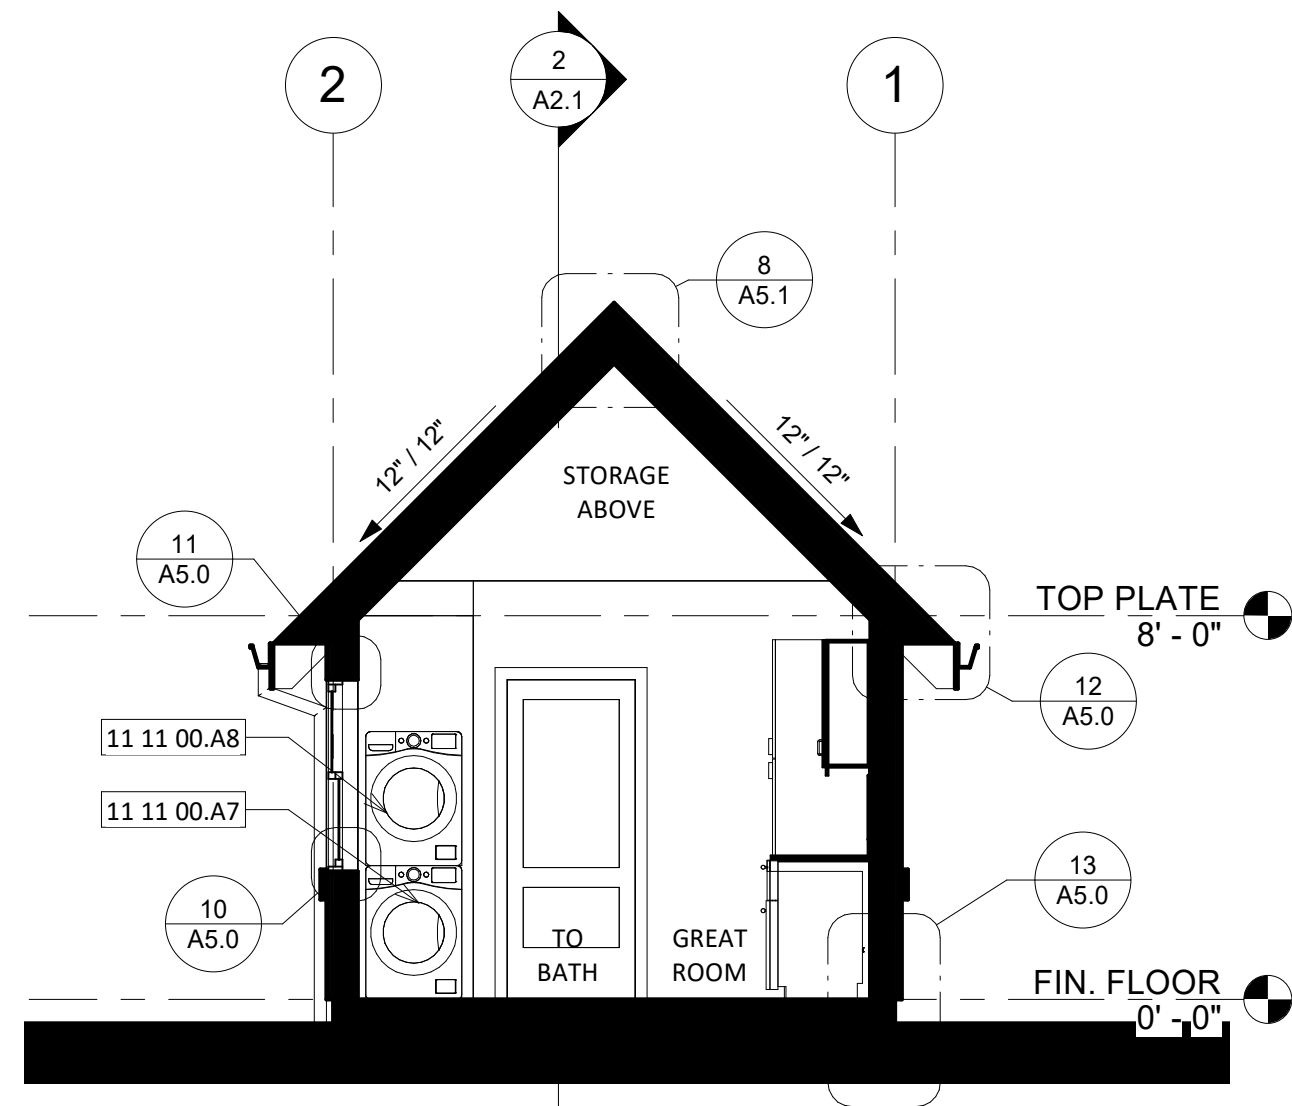 2
2
A2.1
1
8
A5.1
12" / 12"
12" / 12"
STORAGE
ABOVE
11
A5.0
TOP PLATE
8' - 0"
12
A5.0
11 11 00.A8
11 11 00.A7
13
A5.0
10
A5.0
TO
BATH
GREAT
ROOM
FIN. FLOOR
0' - 0"